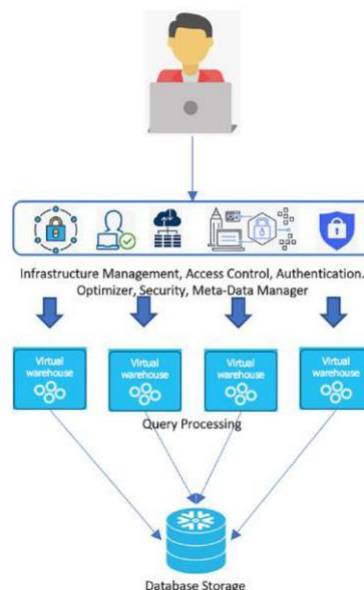 Infrastructure Management, Access Control, Authentication.
Optimizer, Security, Meta-Data Manager
Virtual
warehouse
Virtual
warehouse
Virtual
warehouse
Virtual
warehouse
Query Processing
Database Storage